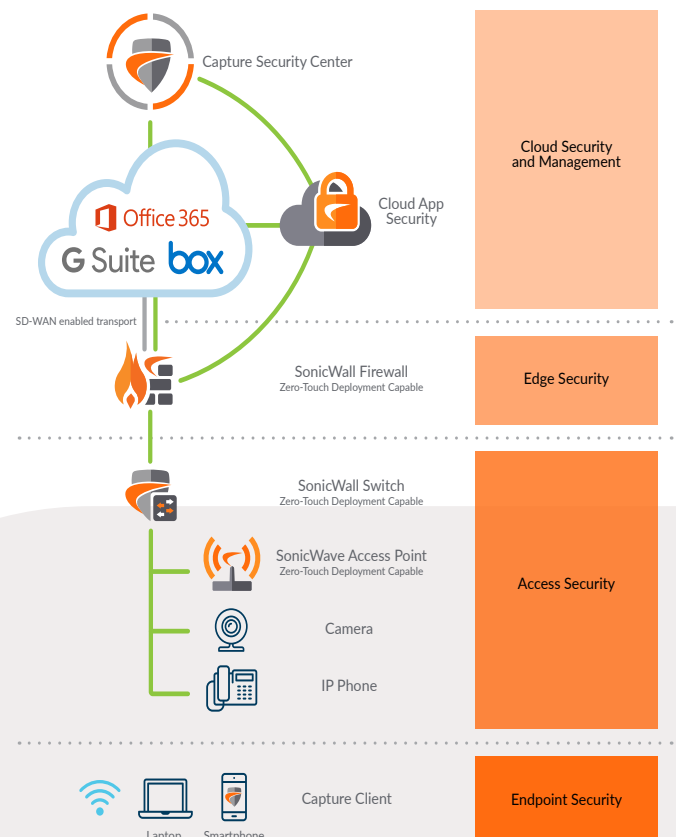 Capture Security Center
Cloud Security
and Management
Office 365
G Suite box
Cloud App
Security
SD-WAN enabled transport
SonicWall Firewall
Zero-Touch Deployment Capable
Edge Security
SonicWall Switch
Zero-Touch Deployment Capable
SonicWave Access Point
Zero-Touch Deployment Capable
Access Security
Camera
IP Phone
Capture Client
Endpoint Security
Laptop Smartphone